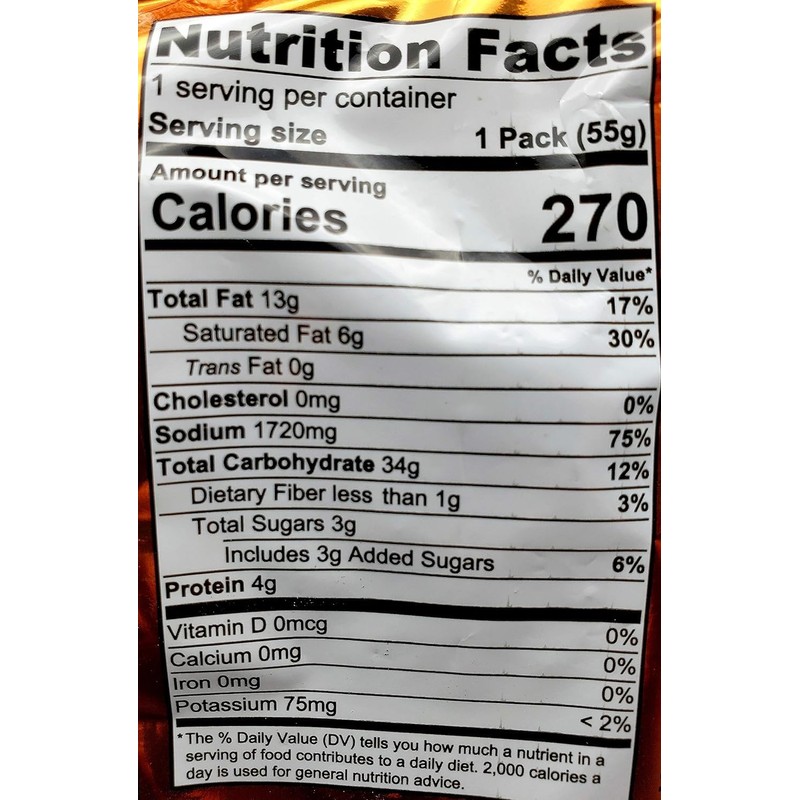 Nutrition Facts
1 serving per container
Serving size 1 Pack (55g)
Amount per serving
Calories 270
% Daily Value*
Total Fat 13g 17%
Saturated Fat 6g 30%
Trans Fat 0g
Cholesterol 0mg 0%
Sodium 1720mg 75%
Total Carbohydrate 34g 12%
Dietary Fiber less than 1g 3%
Total Sugars 3g
Includes 3g Added Sugars 6%
Protein 4g
Vitamin D 0mcg 0%
Calcium 0mg 0%
Iron 0mg 0%
Potassium 75mg < 2%
*The % Daily Value (DV) tells you how much a nutrient in a
serving of food contributes to a daily diet. 2,000 calories a
day is used for general nutrition advice.